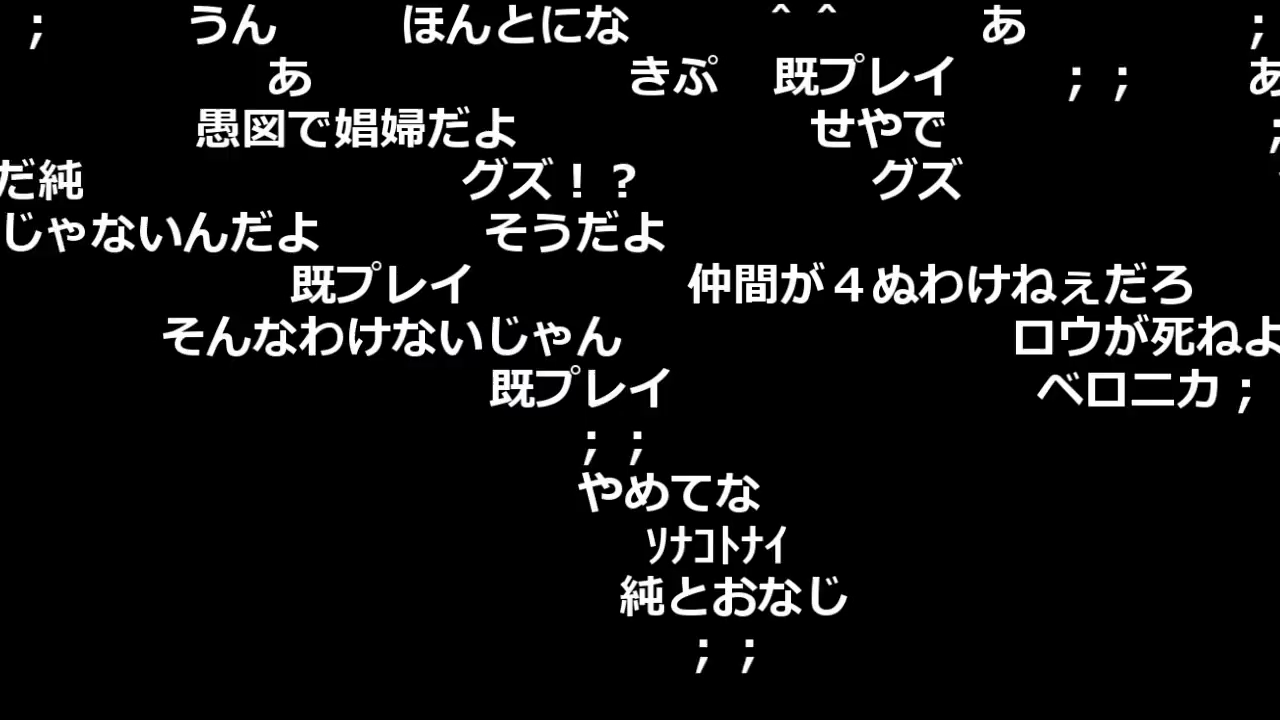 ； うん ほんとにな ＾＾ あ ；
あ きぷ 既プレイ ；； あ
愚図で娼婦だよ せやで ；
だ純 グズ！？ グズ
じゃないんだよ そうだよ
既プレイ 仲間が４ぬわけねぇだろ
そんなわけないじゃん ロウが死ねよ
既プレイ ベロニカ；
；；
やめてな
ｿﾅｺﾄﾅｲ
純とおなじ
；；